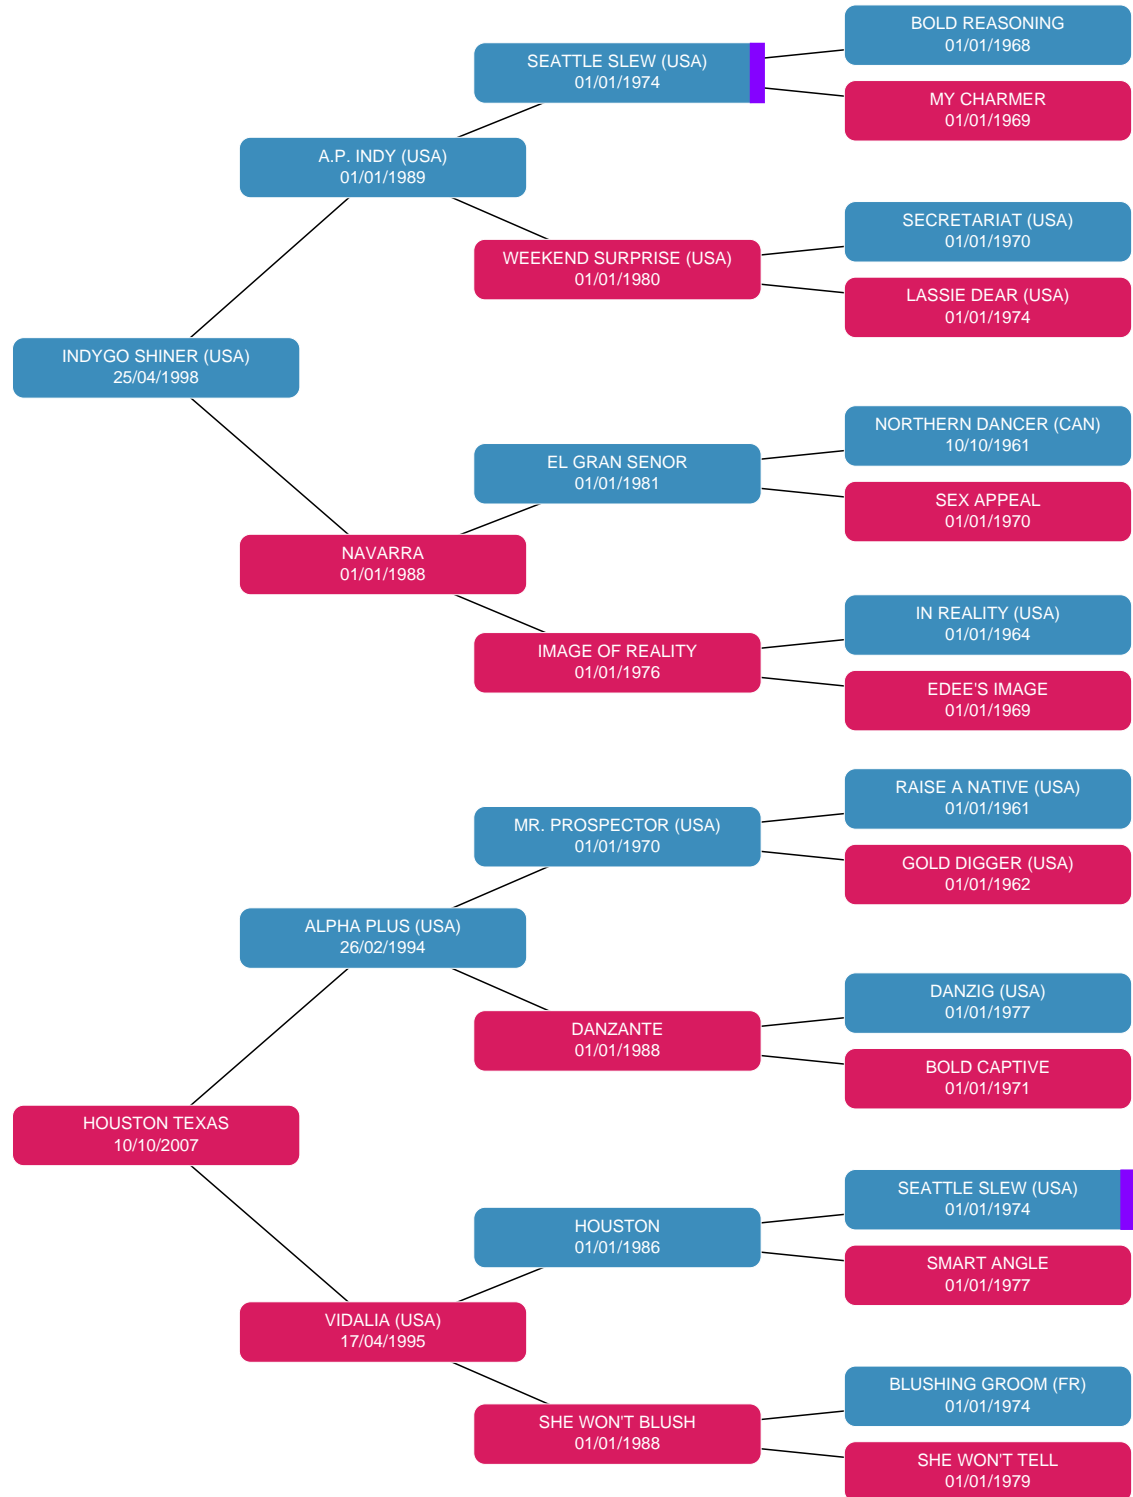 BOLD REASONING
01/01/1968
SEATTLE SLEW (USA)
01/01/1974
MY CHARMER
01/01/1969
A.P. INDY (USA)
01/01/1989
SECRETARIAT (USA)
01/01/1970
WEEKEND SURPRISE (USA)
01/01/1980
LASSIE DEAR (USA)
01/01/1974
INDYGO SHINER (USA)
25/04/1998
NORTHERN DANCER (CAN)
10/10/1961
EL GRAN SENOR
01/01/1981
SEX APPEAL
01/01/1970
NAVARRA
01/01/1988
IN REALITY (USA)
01/01/1964
IMAGE OF REALITY
01/01/1976
EDEE'S IMAGE
01/01/1969
RAISE A NATIVE (USA)
01/01/1961
MR. PROSPECTOR (USA)
01/01/1970
GOLD DIGGER (USA)
01/01/1962
ALPHA PLUS (USA)
26/02/1994
DANZIG (USA)
01/01/1977
DANZANTE
01/01/1988
BOLD CAPTIVE
01/01/1971
HOUSTON TEXAS
10/10/2007
SEATTLE SLEW (USA)
01/01/1974
HOUSTON
01/01/1986
SMART ANGLE
01/01/1977
VIDALIA (USA)
17/04/1995
BLUSHING GROOM (FR)
01/01/1974
SHE WON'T BLUSH
01/01/1988
SHE WON'T TELL
01/01/1979